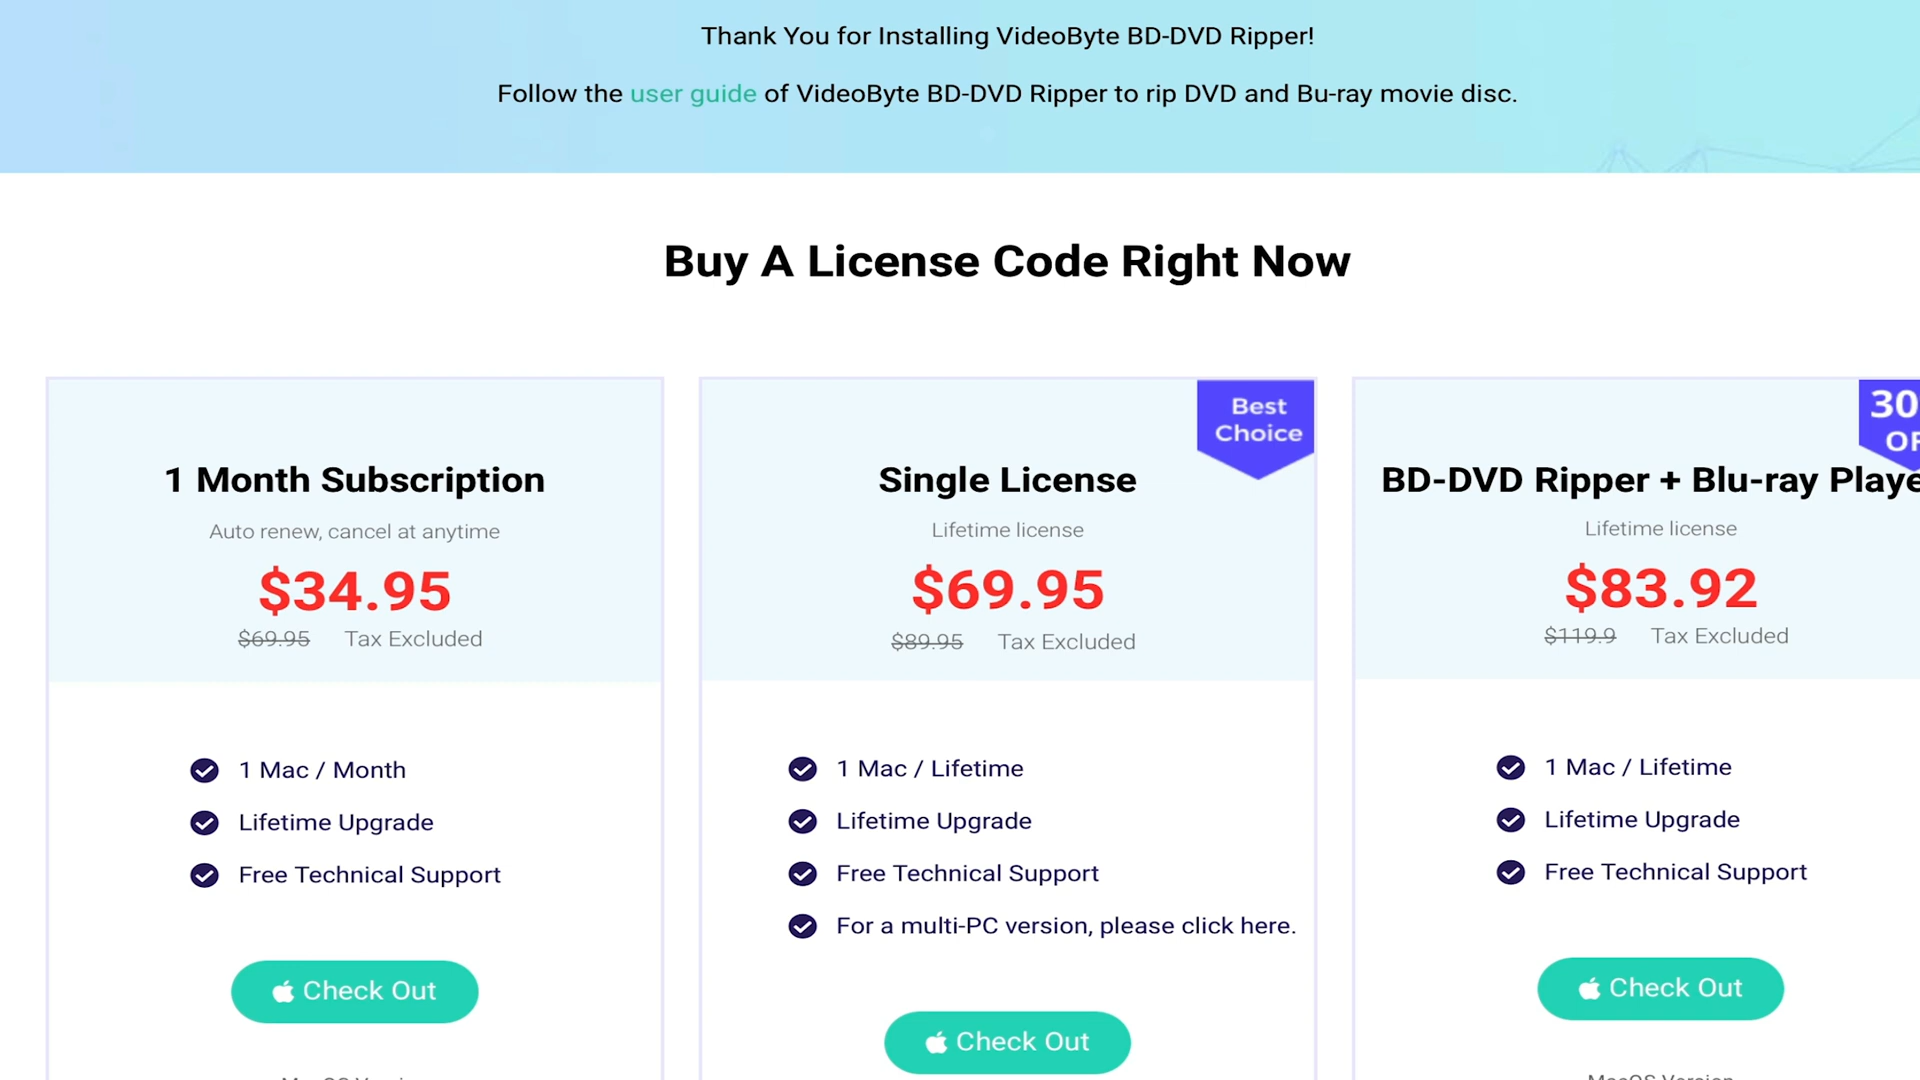 Thank You for Installing VideoByte BD-DVD Ripper!
Follow the user guide of VideoByte BD-DVD Ripper to rip DVD and Bu-ray movie disc.
Buy A License Code Right Now
1 Month Subscription
Auto renew, cancel at anytime
$34.95
$69.95 Tax Excluded
1 Mac / Month
Lifetime Upgrade
Free Technical Support
Check Out
Best
Choice
Single License
Lifetime license
$69.95
$89.95 Tax Excluded
1 Mac / Lifetime
Lifetime Upgrade
Free Technical Support
For a multi-PC version, please click here.
Check Out
30
BD-DVD Ripper + Blu-ray
Lifetime license
$83.92
$119.9 Tax Excluded
1 Mac / Lifetime
Lifetime Upgrade
Free Technical Support
Check Out